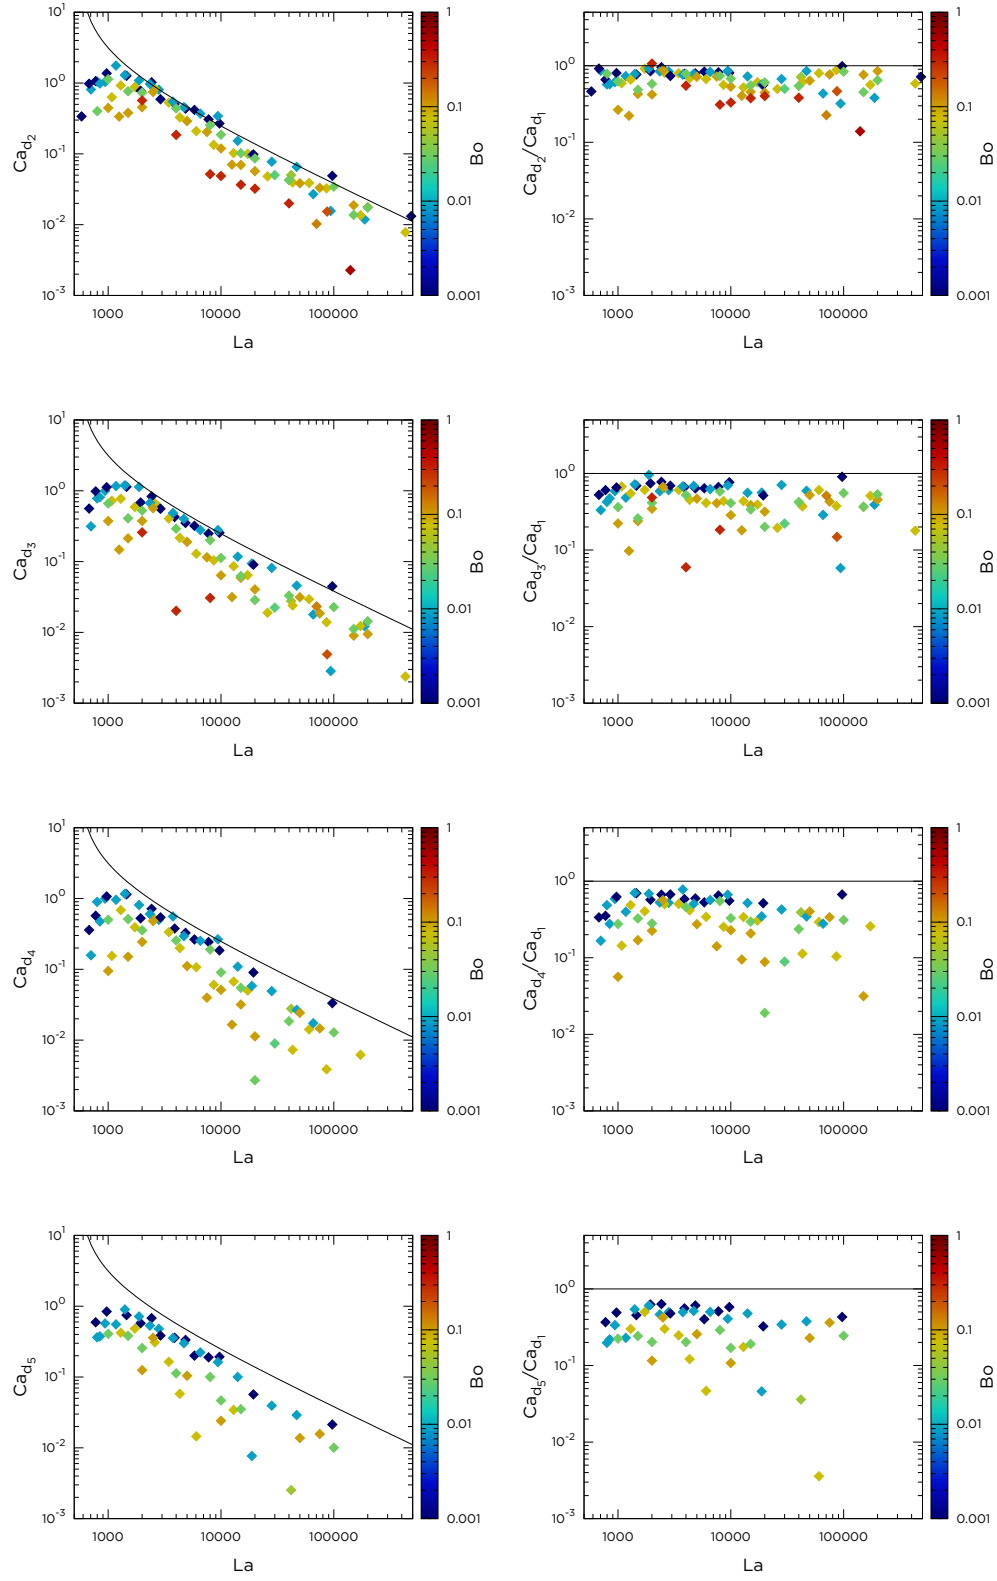 10^1 10^0 10^-1 10^-2 10^-3
Ca_d2
1000 10000 100000
La
1 0.1 0.01 0.001
Bo
10^0 10^-1 10^-2 10^-3
Ca_d2/Ca_d1
1000 10000 100000
La
1 0.1 0.01 0.001
Bo
10^1 10^0 10^-1 10^-2 10^-3
Ca_d3
1000 10000 100000
La
1 0.1 0.01 0.001
Bo
10^0 10^-1 10^-2 10^-3
Ca_d3/Ca_d1
1000 10000 100000
La
1 0.1 0.01 0.001
Bo
10^1 10^0 10^-1 10^-2 10^-3
Ca_d4
1000 10000 100000
La
1 0.1 0.01 0.001
Bo
10^0 10^-1 10^-2 10^-3
Ca_d4/Ca_d1
1000 10000 100000
La
1 0.1 0.01 0.001
Bo
10^1 10^0 10^-1 10^-2 10^-3
Ca_d5
1000 10000 100000
La
1 0.1 0.01 0.001
Bo
10^0 10^-1 10^-2 10^-3
Ca_d5/Ca_d1
1000 10000 100000
La
1 0.1 0.01 0.001
Bo